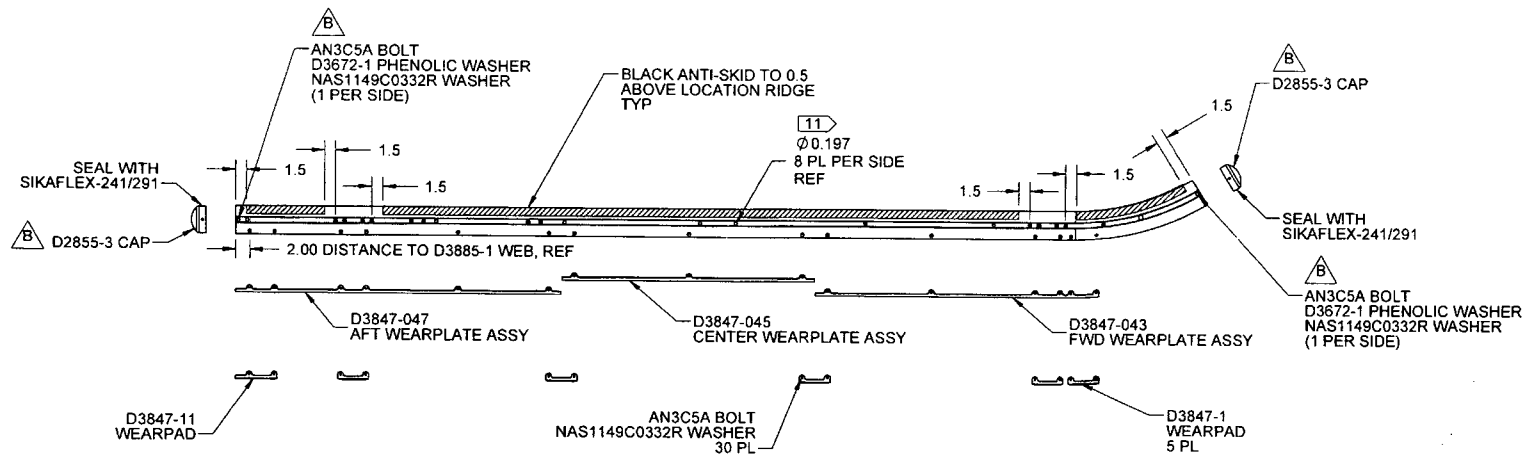 B
AN3C5A BOLT
D3672-1 PHENOLIC WASHER
NAS1149C0332R WASHER
(1 PER SIDE)
BLACK ANTI-SKID TO 0.5
ABOVE LOCATION RIDGE
TYP
11
Ø0.197
8 PL PER SIDE
REF
B
D2855-3 CAP
1.5
1.5
1.5
1.5
1.5
1.5
SEAL WITH
SIKAFLEX-241/291
B
D2855-3 CAP
2.00 DISTANCE TO D3885-1 WEB, REF
SEAL WITH
SIKAFLEX-241/291
B
AN3C5A BOLT
D3672-1 PHENOLIC WASHER
NAS1149C0332R WASHER
(1 PER SIDE)
D3847-047
AFT WEARPLATE ASSY
D3847-045
CENTER WEARPLATE ASSY
D3847-043
FWD WEARPLATE ASSY
D3847-11
WEARPAD
AN3C5A BOLT
NAS1149C0332R WASHER
30 PL
D3847-1
WEARPAD
5 PL